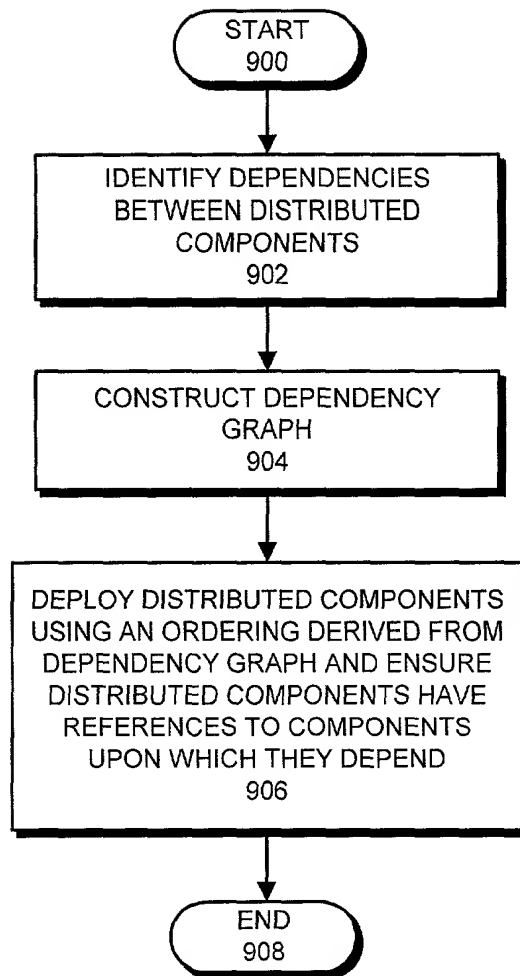 START
900
IDENTIFY DEPENDENCIES
BETWEEN DISTRIBUTED
COMPONENTS
902
CONSTRUCT DEPENDENCY
GRAPH
904
DEPLOY DISTRIBUTED COMPONENTS
USING AN ORDERING DERIVED FROM
DEPENDENCY GRAPH AND ENSURE
DISTRIBUTED COMPONENTS HAVE
REFERENCES TO COMPONENTS
UPON WHICH THEY DEPEND
906
END
908